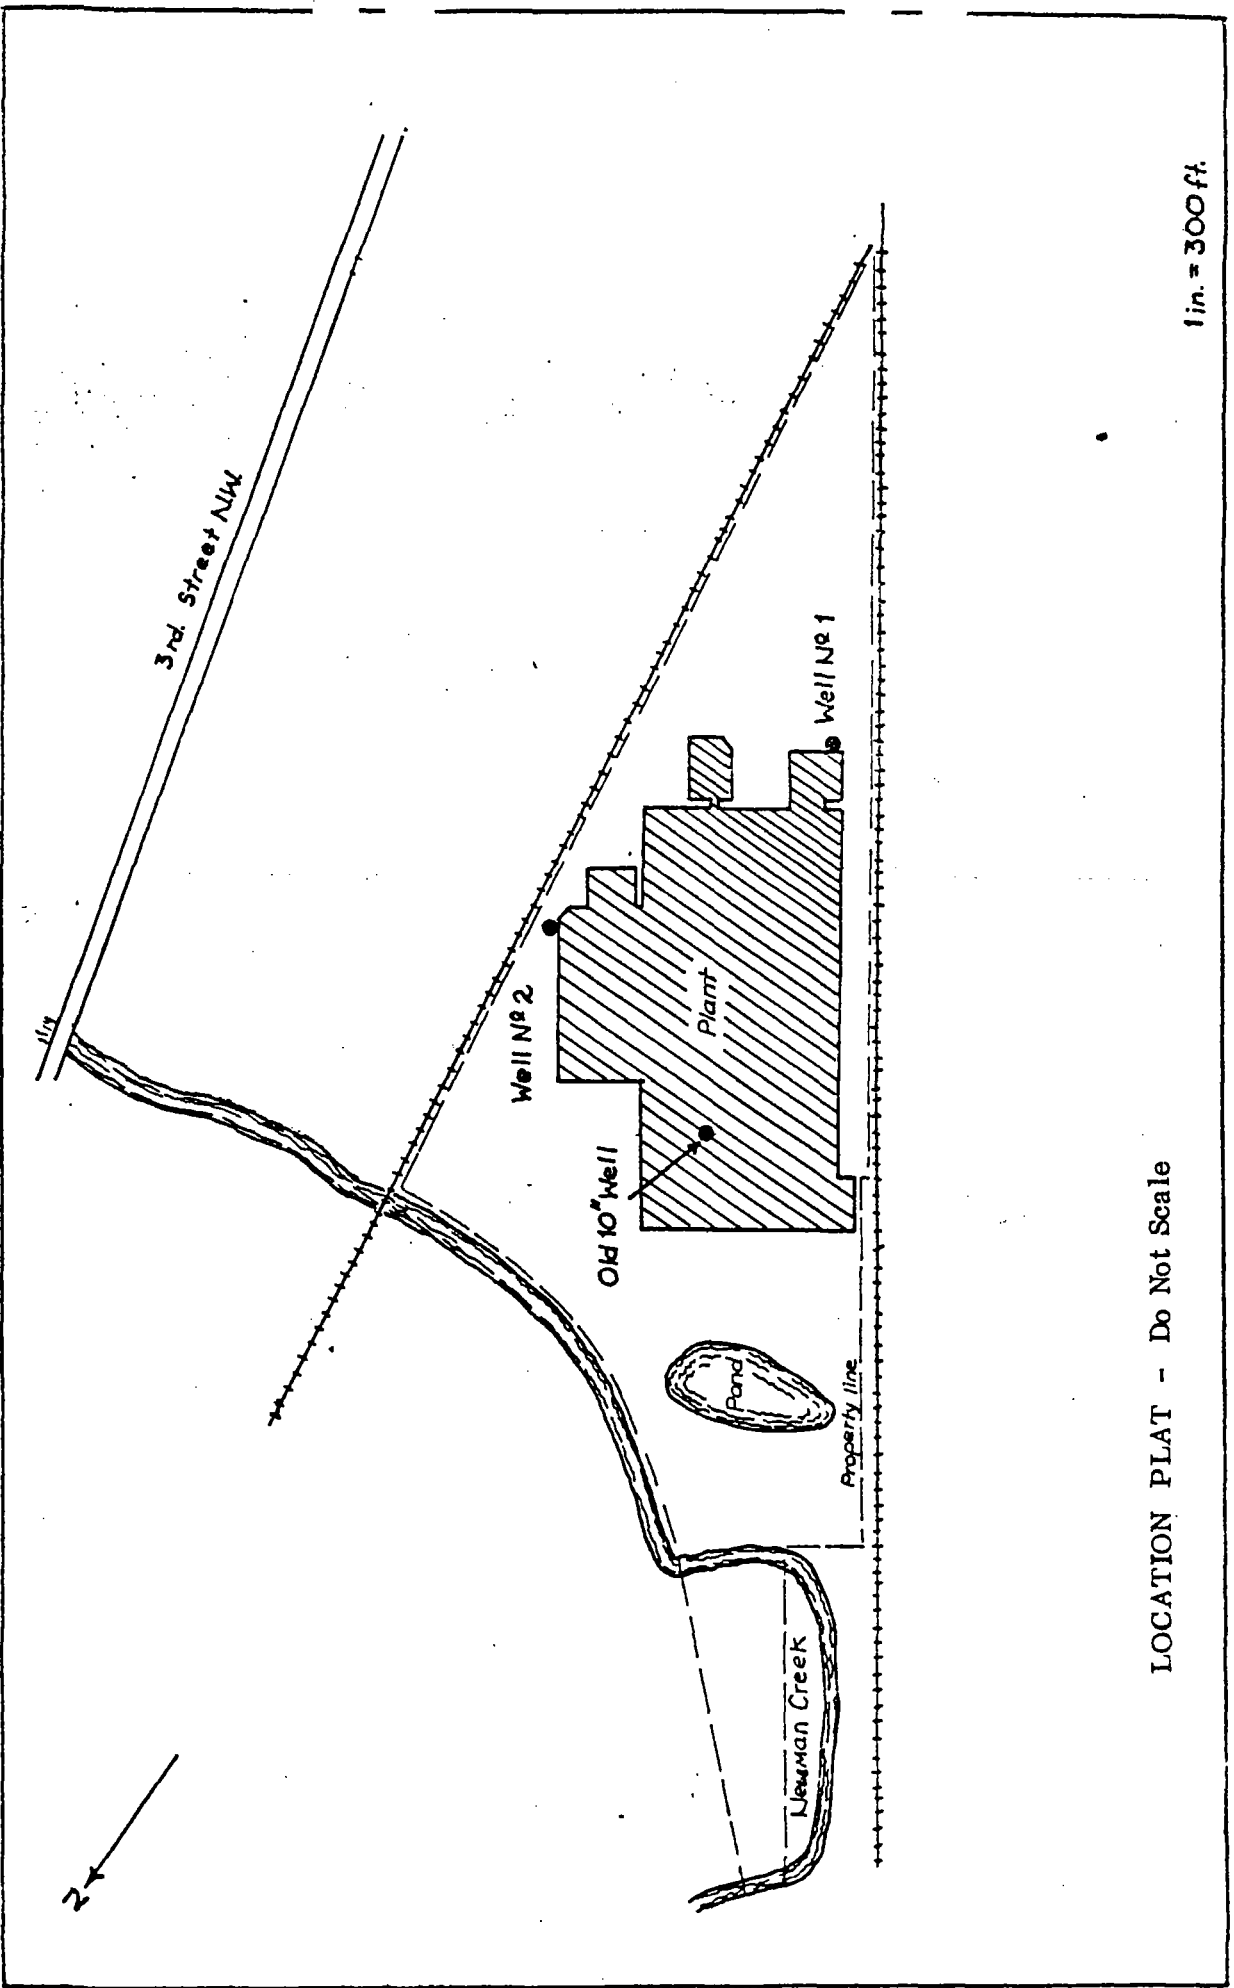 3rd. Street NW
Well Nº 1
Well Nº 2
Plant
Old 10" Well
Pond
Property line
Newman Creek
N
1 in. = 300 ft.
LOCATION PLAT - Do Not Scale